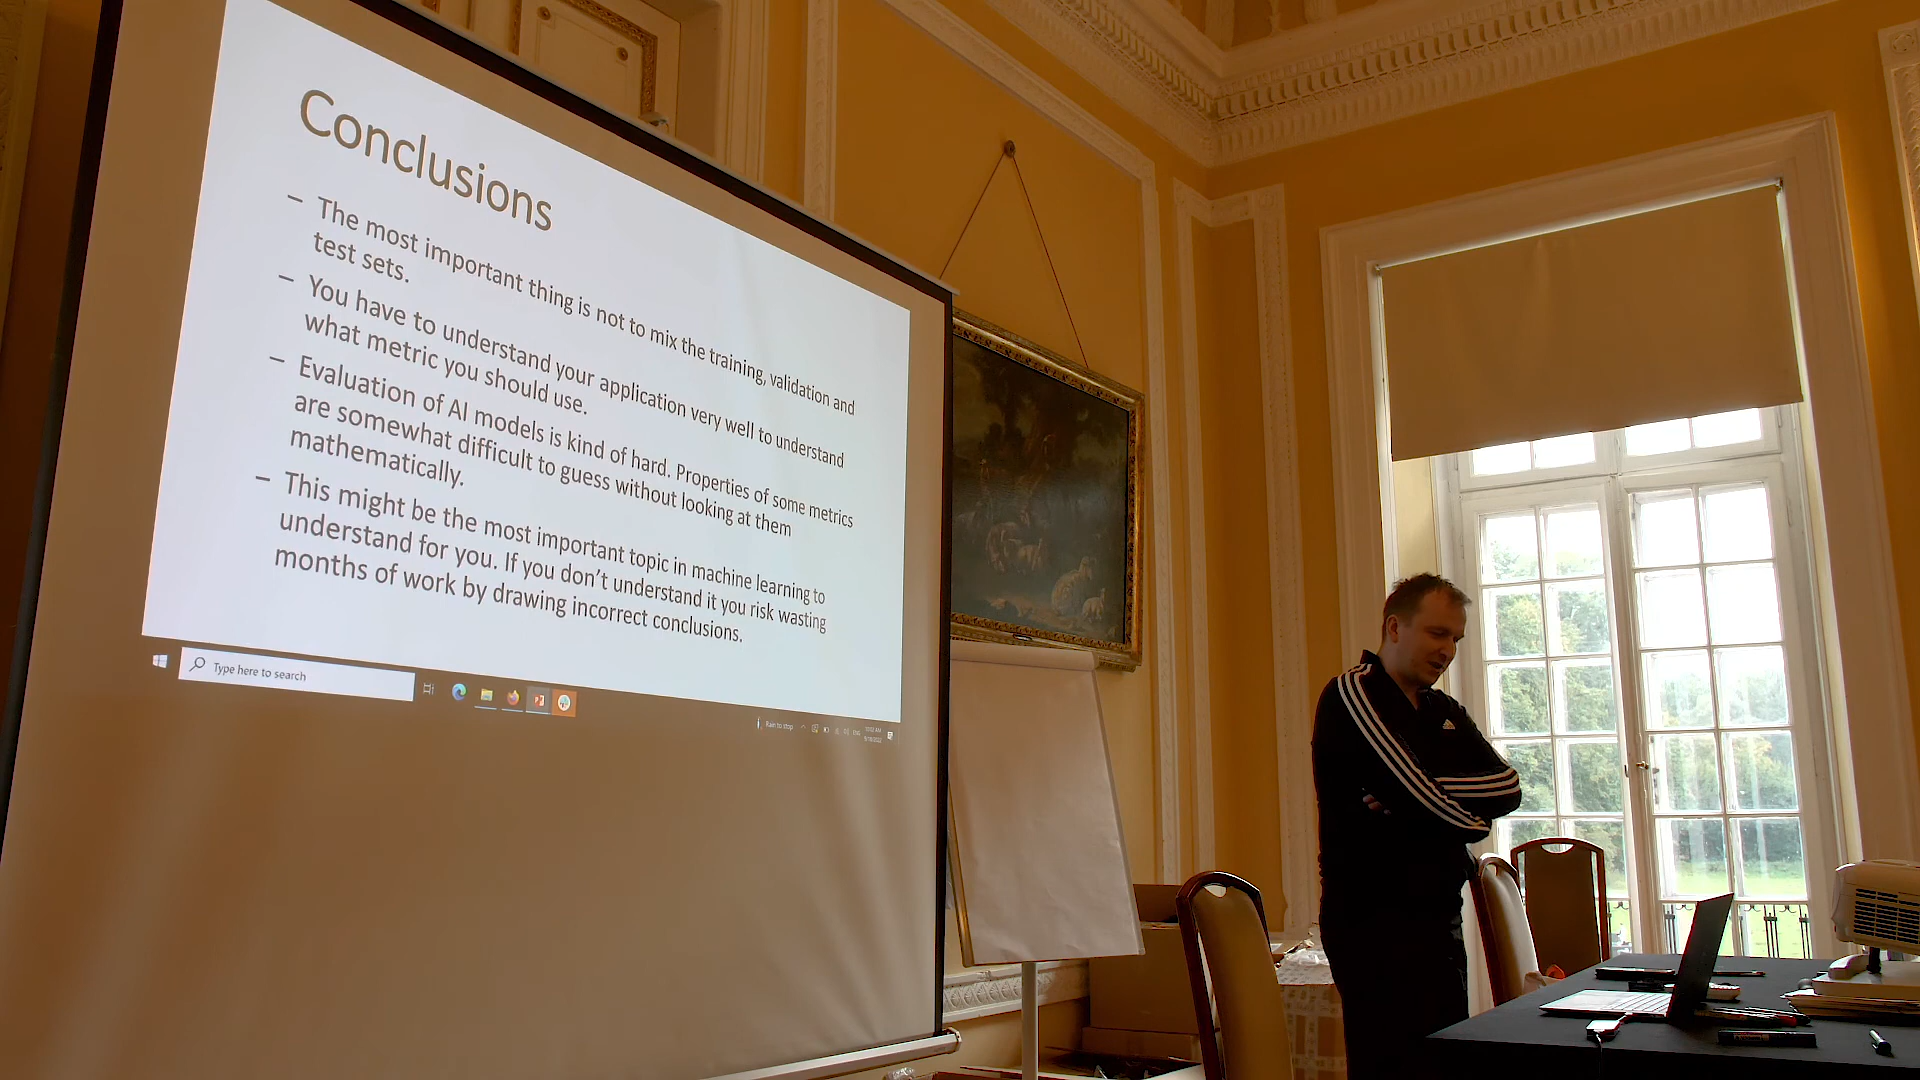 Conclusions
– The most important thing is not to mix the training, validation and
test sets.
– You have to understand your application very well to understand
what metric you should use.
– Evaluation of AI models is kind of hard. Properties of some metrics
are somewhat difficult to guess without looking at them
mathematically.
– This might be the most important topic in machine learning to
understand for you. If you don't understand it you risk wasting
months of work by drawing incorrect conclusions.
Type here to search
Rain to stop